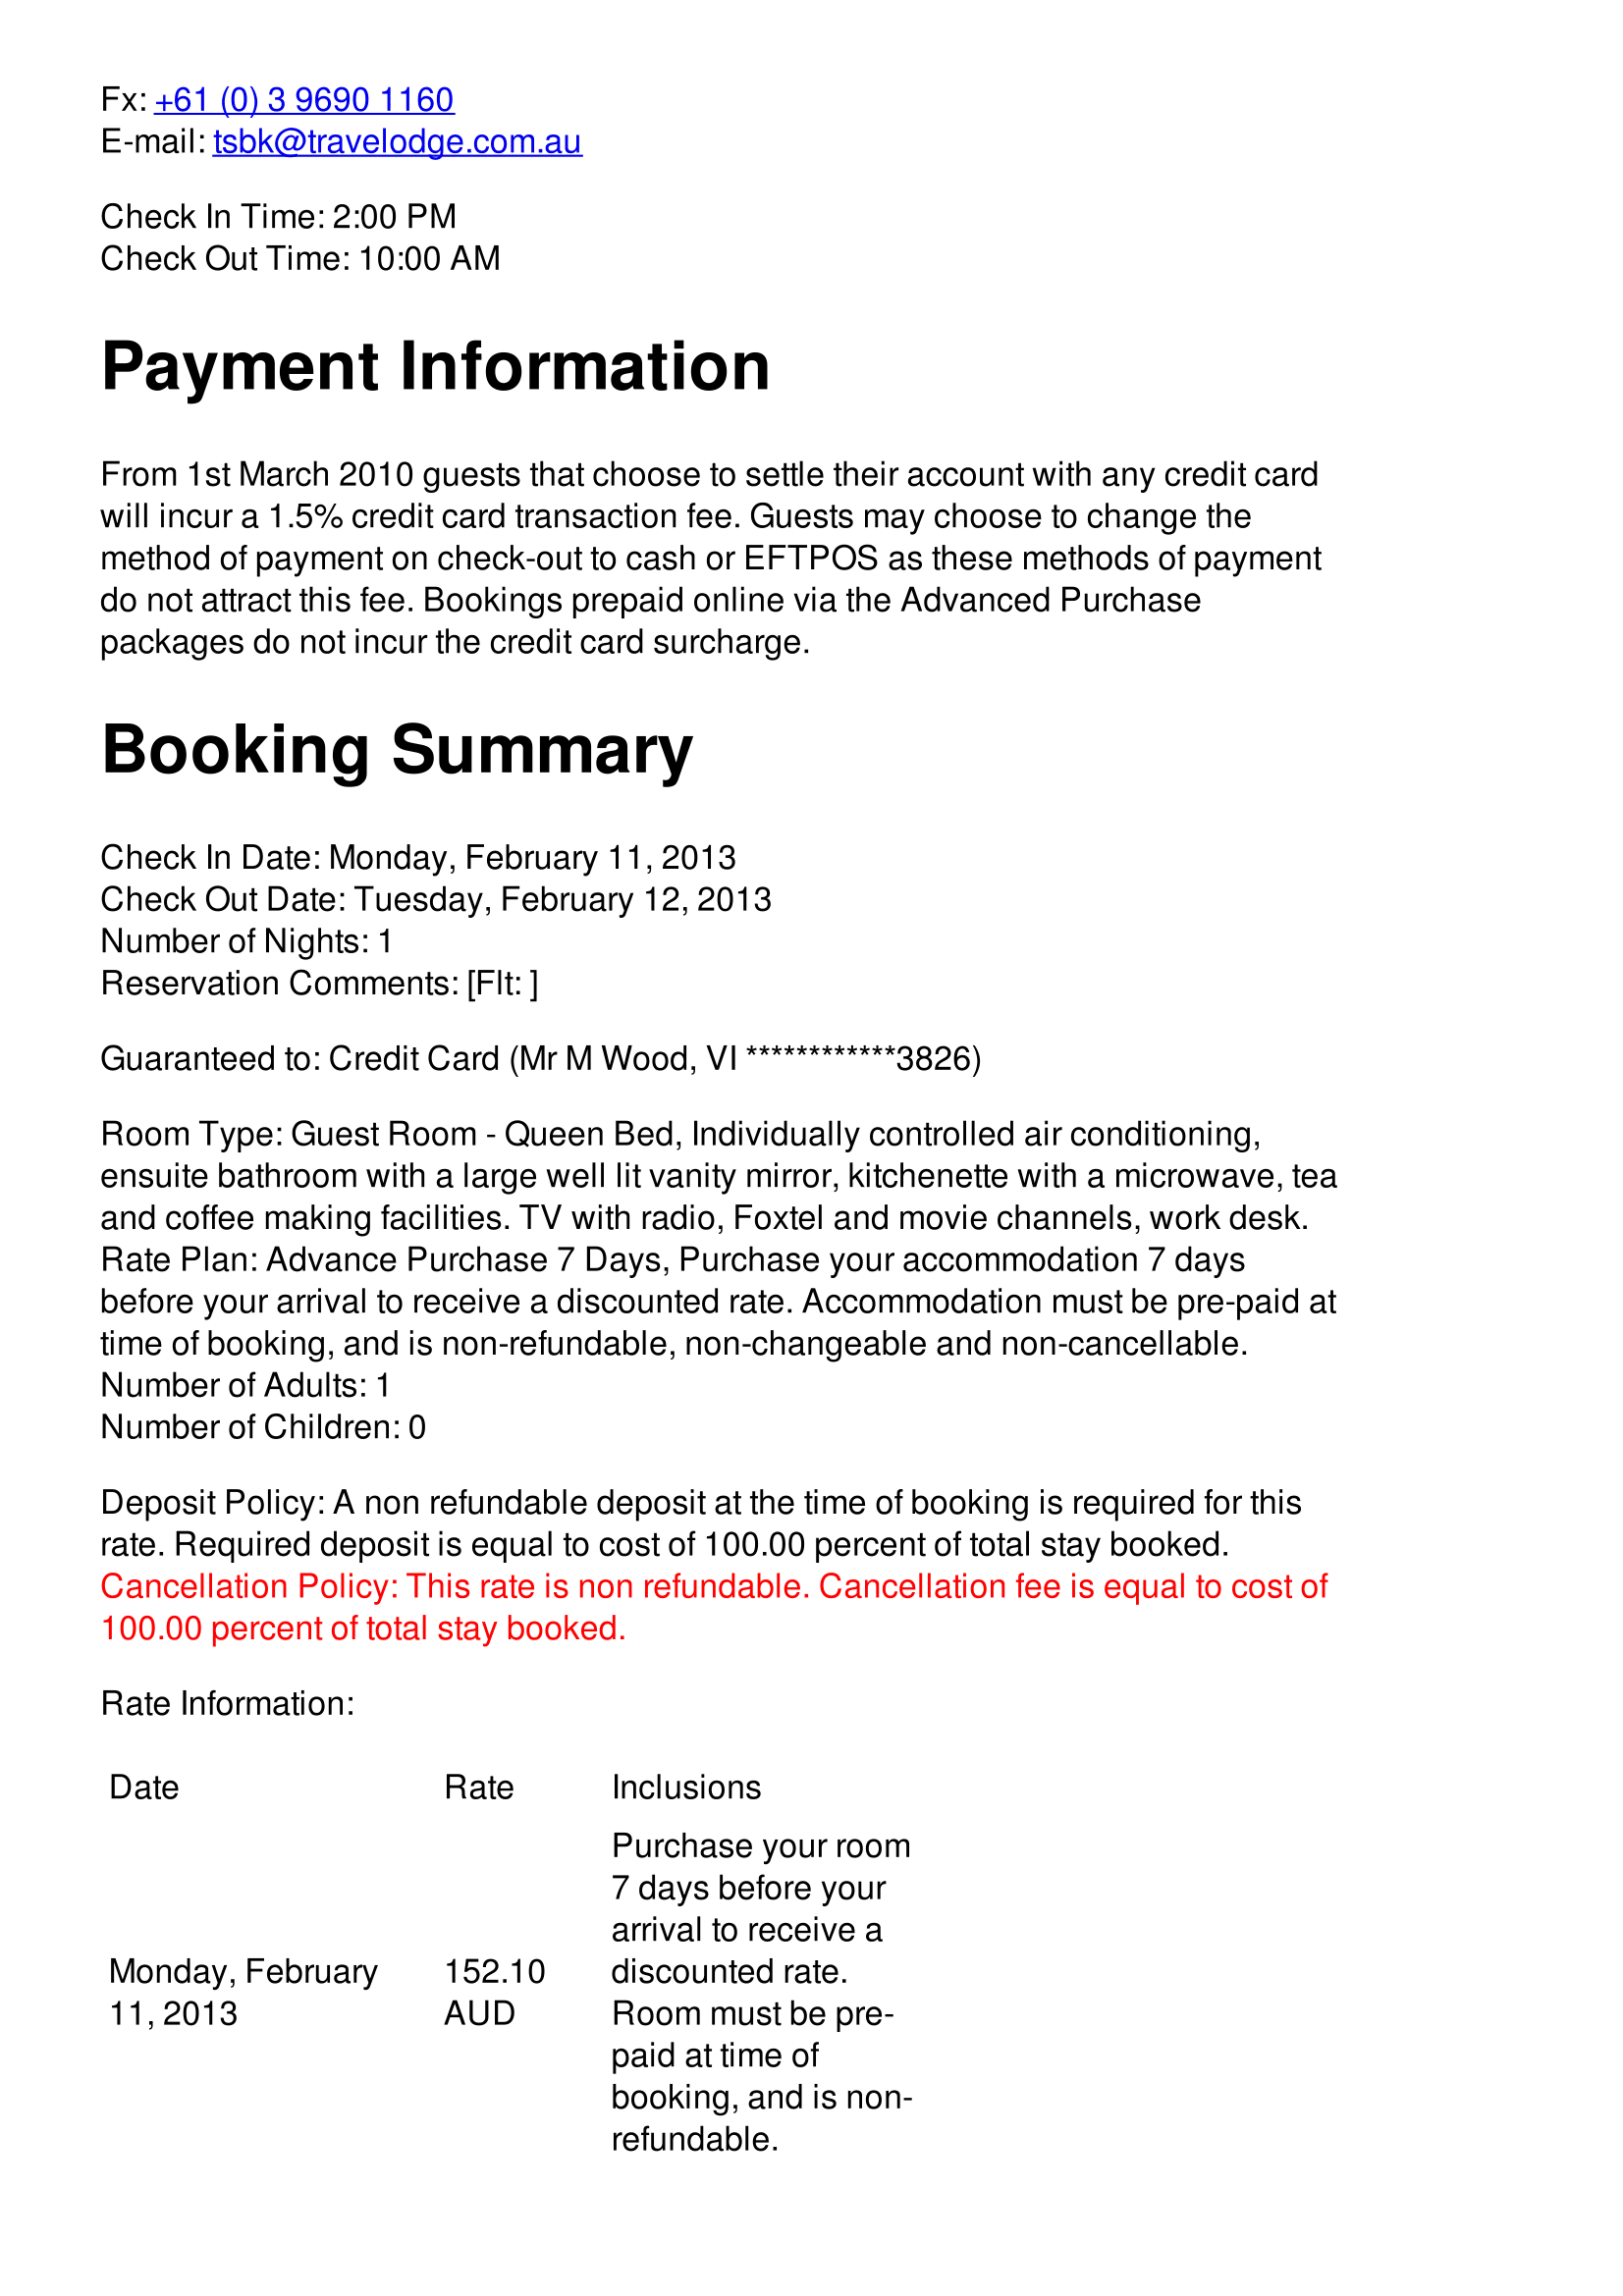 Fx: +61 (0) 3 9690 1160
E-mail: tsbk@travelodge.com.au
Check In Time: 2:00 PM
Check Out Time: 10:00 AM
Payment Information
From 1st March 2010 guests that choose to settle their account with any credit card
will incur a 1.5% credit card transaction fee. Guests may choose to change the
method of payment on check-out to cash or EFTPOS as these methods of payment
do not attract this fee. Bookings prepaid online via the Advanced Purchase
packages do not incur the credit card surcharge.
Booking Summary
Check In Date: Monday, February 11, 2013
Check Out Date: Tuesday, February 12, 2013
Number of Nights: 1
Reservation Comments: [Flt: ]
Guaranteed to: Credit Card (Mr M Wood, VI ************3826)
Room Type: Guest Room - Queen Bed, Individually controlled air conditioning,
ensuite bathroom with a large well lit vanity mirror, kitchenette with a microwave, tea
and coffee making facilities. TV with radio, Foxtel and movie channels, work desk.
Rate Plan: Advance Purchase 7 Days, Purchase your accommodation 7 days
before your arrival to receive a discounted rate. Accommodation must be pre-paid at
time of booking, and is non-refundable, non-changeable and non-cancellable.
Number of Adults: 1
Number of Children: 0
Deposit Policy: A non refundable deposit at the time of booking is required for this
rate. Required deposit is equal to cost of 100.00 percent of total stay booked.
Cancellation Policy: This rate is non refundable. Cancellation fee is equal to cost of
100.00 percent of total stay booked.
Rate Information:
Date Rate Inclusions
Monday, February
11, 2013
152.10
AUD
Purchase your room
7 days before your
arrival to receive a
discounted rate.
Room must be pre-
paid at time of
booking, and is non-
refundable.